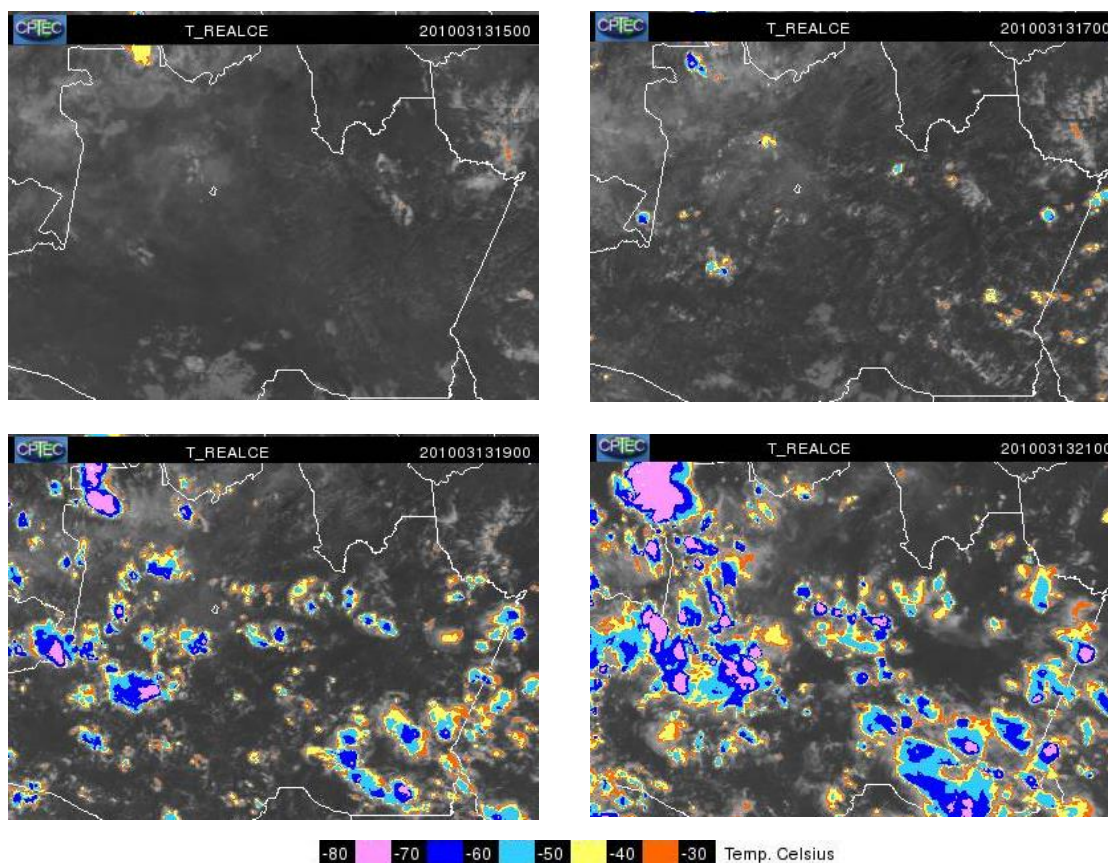 CPTEC T_REALCE 201003131500
CPTEC T_REALCE 201003131700
CPTEC T_REALCE 201003131900
CPTEC T_REALCE 201003132100
-80 -70 -60 -50 -40 -30 Temp. Celsius